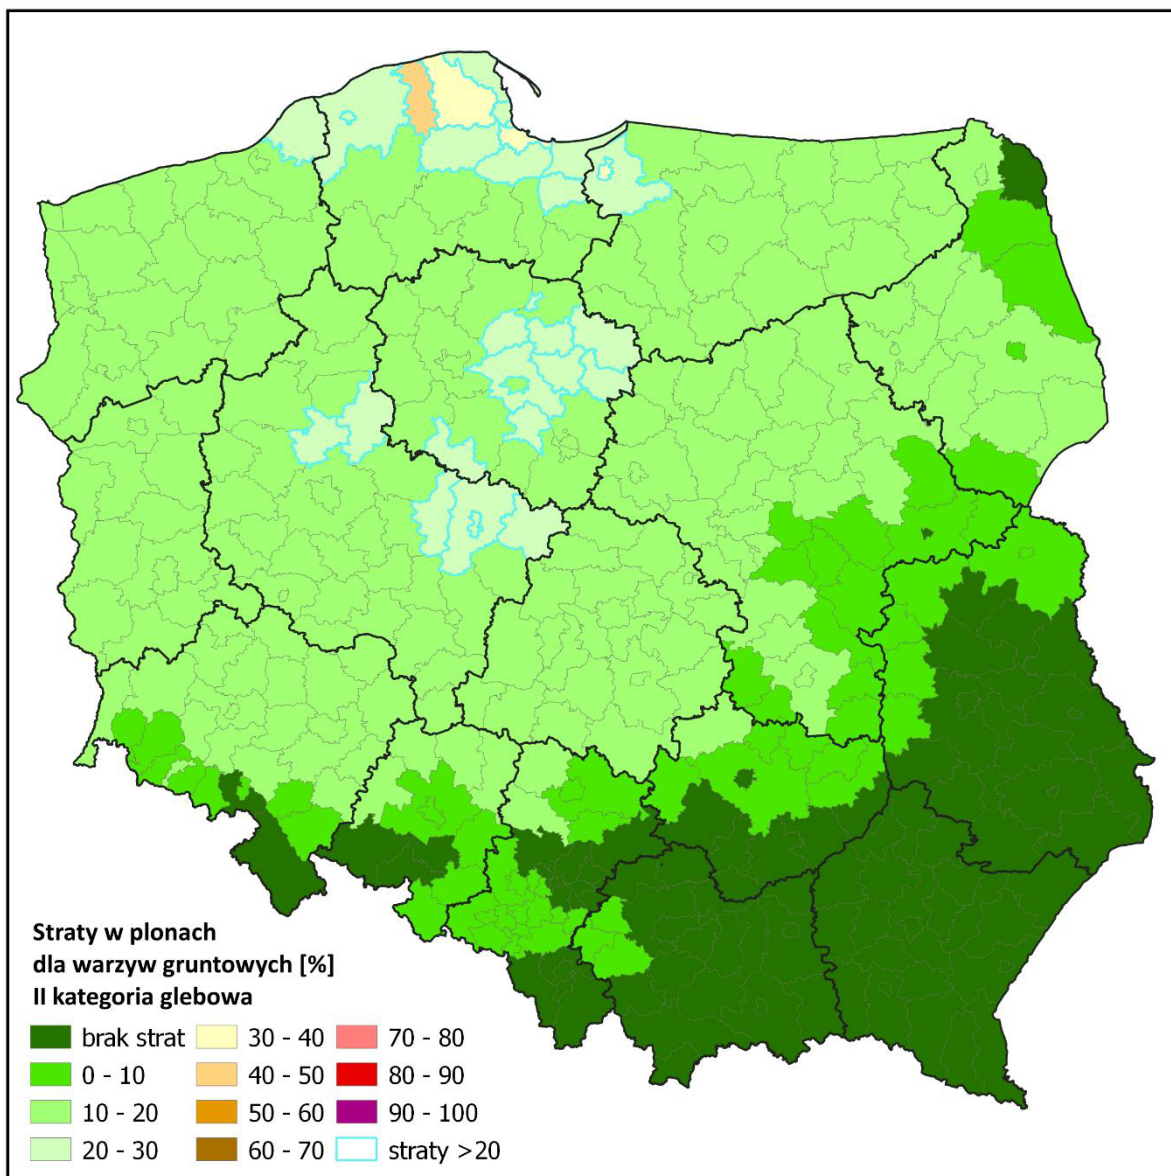 Straty w plonach
dla warzyw gruntowych [%]
II kategoria glebowa
brak strat
0 - 10
10 - 20
20 - 30
30 - 40
40 - 50
50 - 60
60 - 70
70 - 80
80 - 90
90 - 100
straty >20